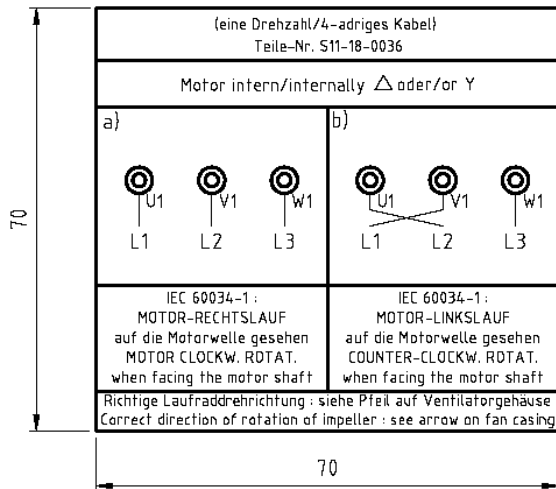 (eine Drehzahl/4-adriges Kabel)
Teile-Nr. S11-18-0036
Motor intern/internally △ oder/or Y
a)
U1 V1 W1
L1 L2 L3
b)
U1 V1 W1
L1 L2 L3
IEC 60034-1 :
MOTOR-RECHTSLAUF
auf die Motorwelle gesehen
MOTOR CLOCKW. ROTAT.
when facing the motor shaft
IEC 60034-1 :
MOTOR-LINKSLAUF
auf die Motorwelle gesehen
COUNTER-CLOCKW. ROTAT.
when facing the motor shaft
Richtige Laufraddrehrichtung : siehe Pfeil auf Ventilatorgehäuse
Correct direction of rotation of impeller : see arrow on fan casing
70
70